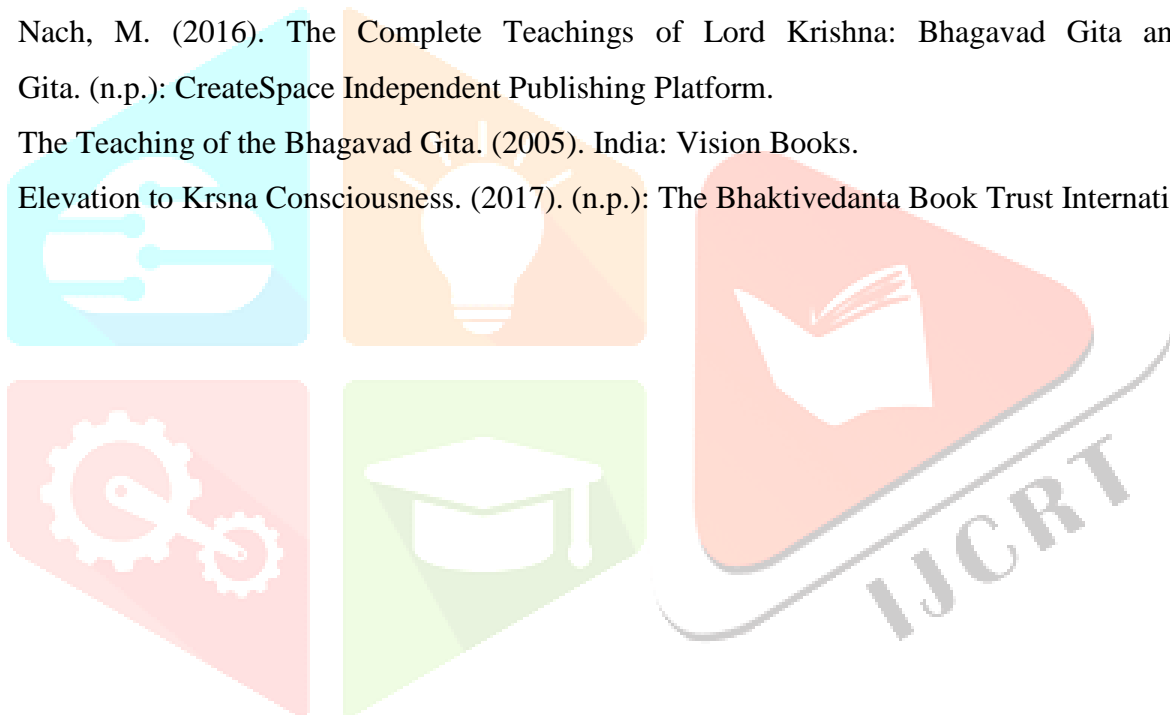 Nach, M. (2016). The Complete Teachings of Lord Krishna: Bhagavad Gita an
Gita. (n.p.): CreateSpace Independent Publishing Platform.
The Teaching of the Bhagavad Gita. (2005). India: Vision Books.
Elevation to Krsna Consciousness. (2017). (n.p.): The Bhaktivedanta Book Trust Internati
IJCRT